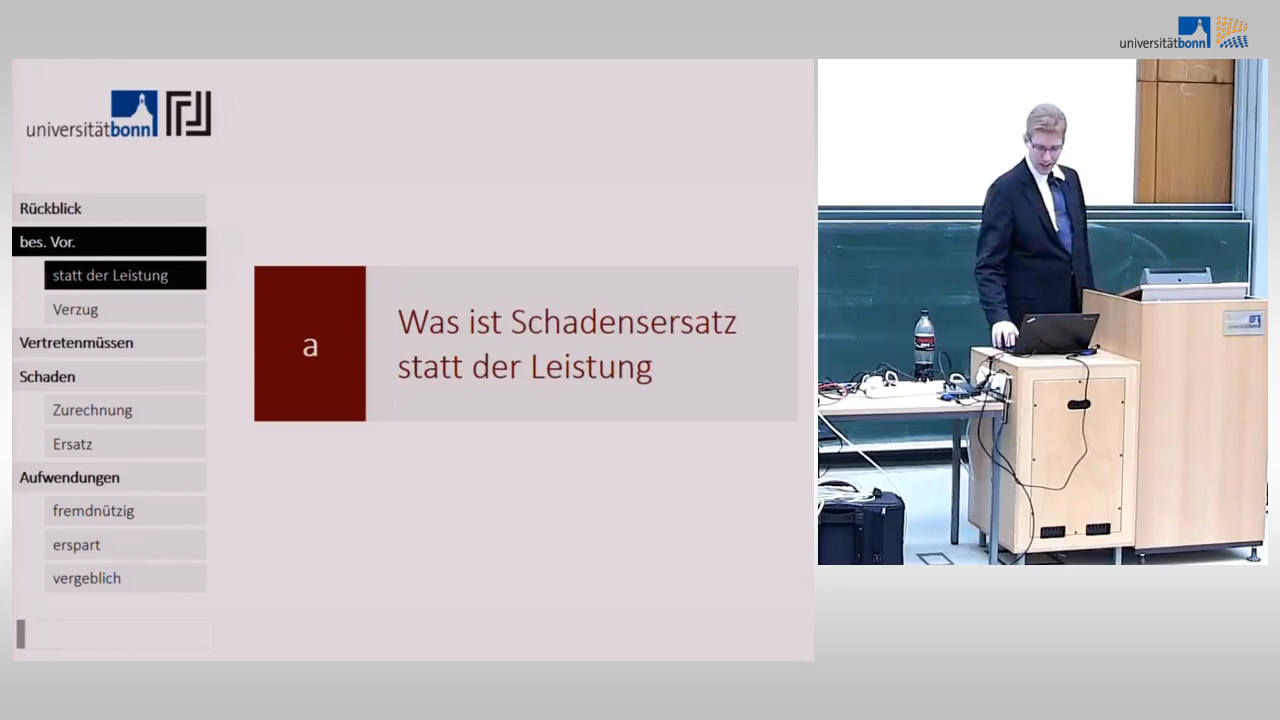 universitätbonn
universitätbonn
Rückblick
bes. Vor.
statt der Leistung
Verzug
Vertretenmüssen
Schaden
Zurechnung
Ersatz
Aufwendungen
fremdnützig
erspart
vergeblich
a
Was ist Schadensersatz
statt der Leistung
universitätbonn